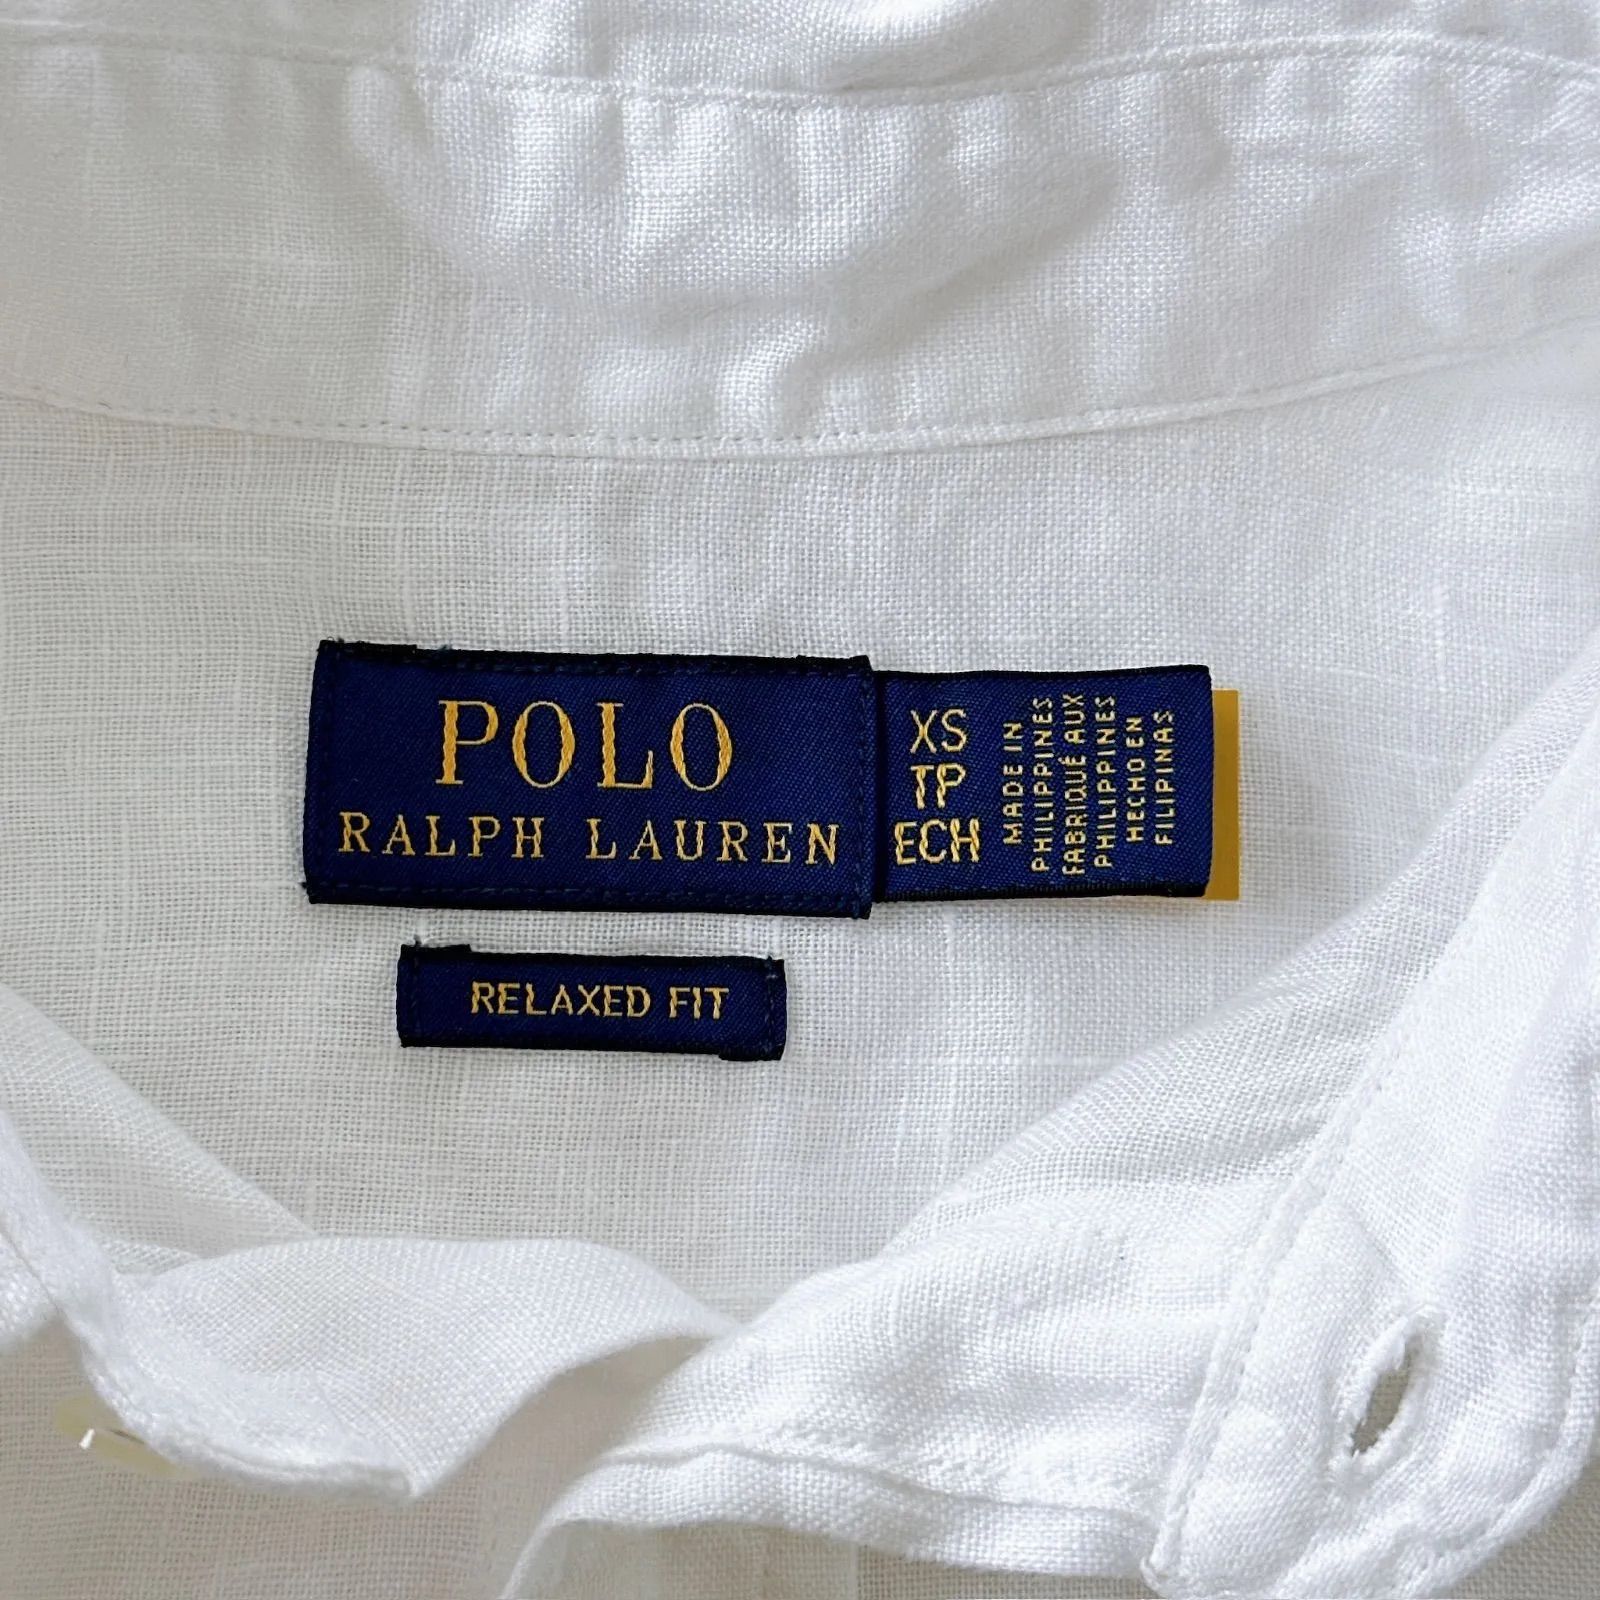 POLO
RALPH LAUREN
XS
TP
ECH
MADE IN
PHILIPPINES
FABRIQUÉ AUX
PHILIPPINES
HECHO EN
FILIPINAS
RELAXED FIT